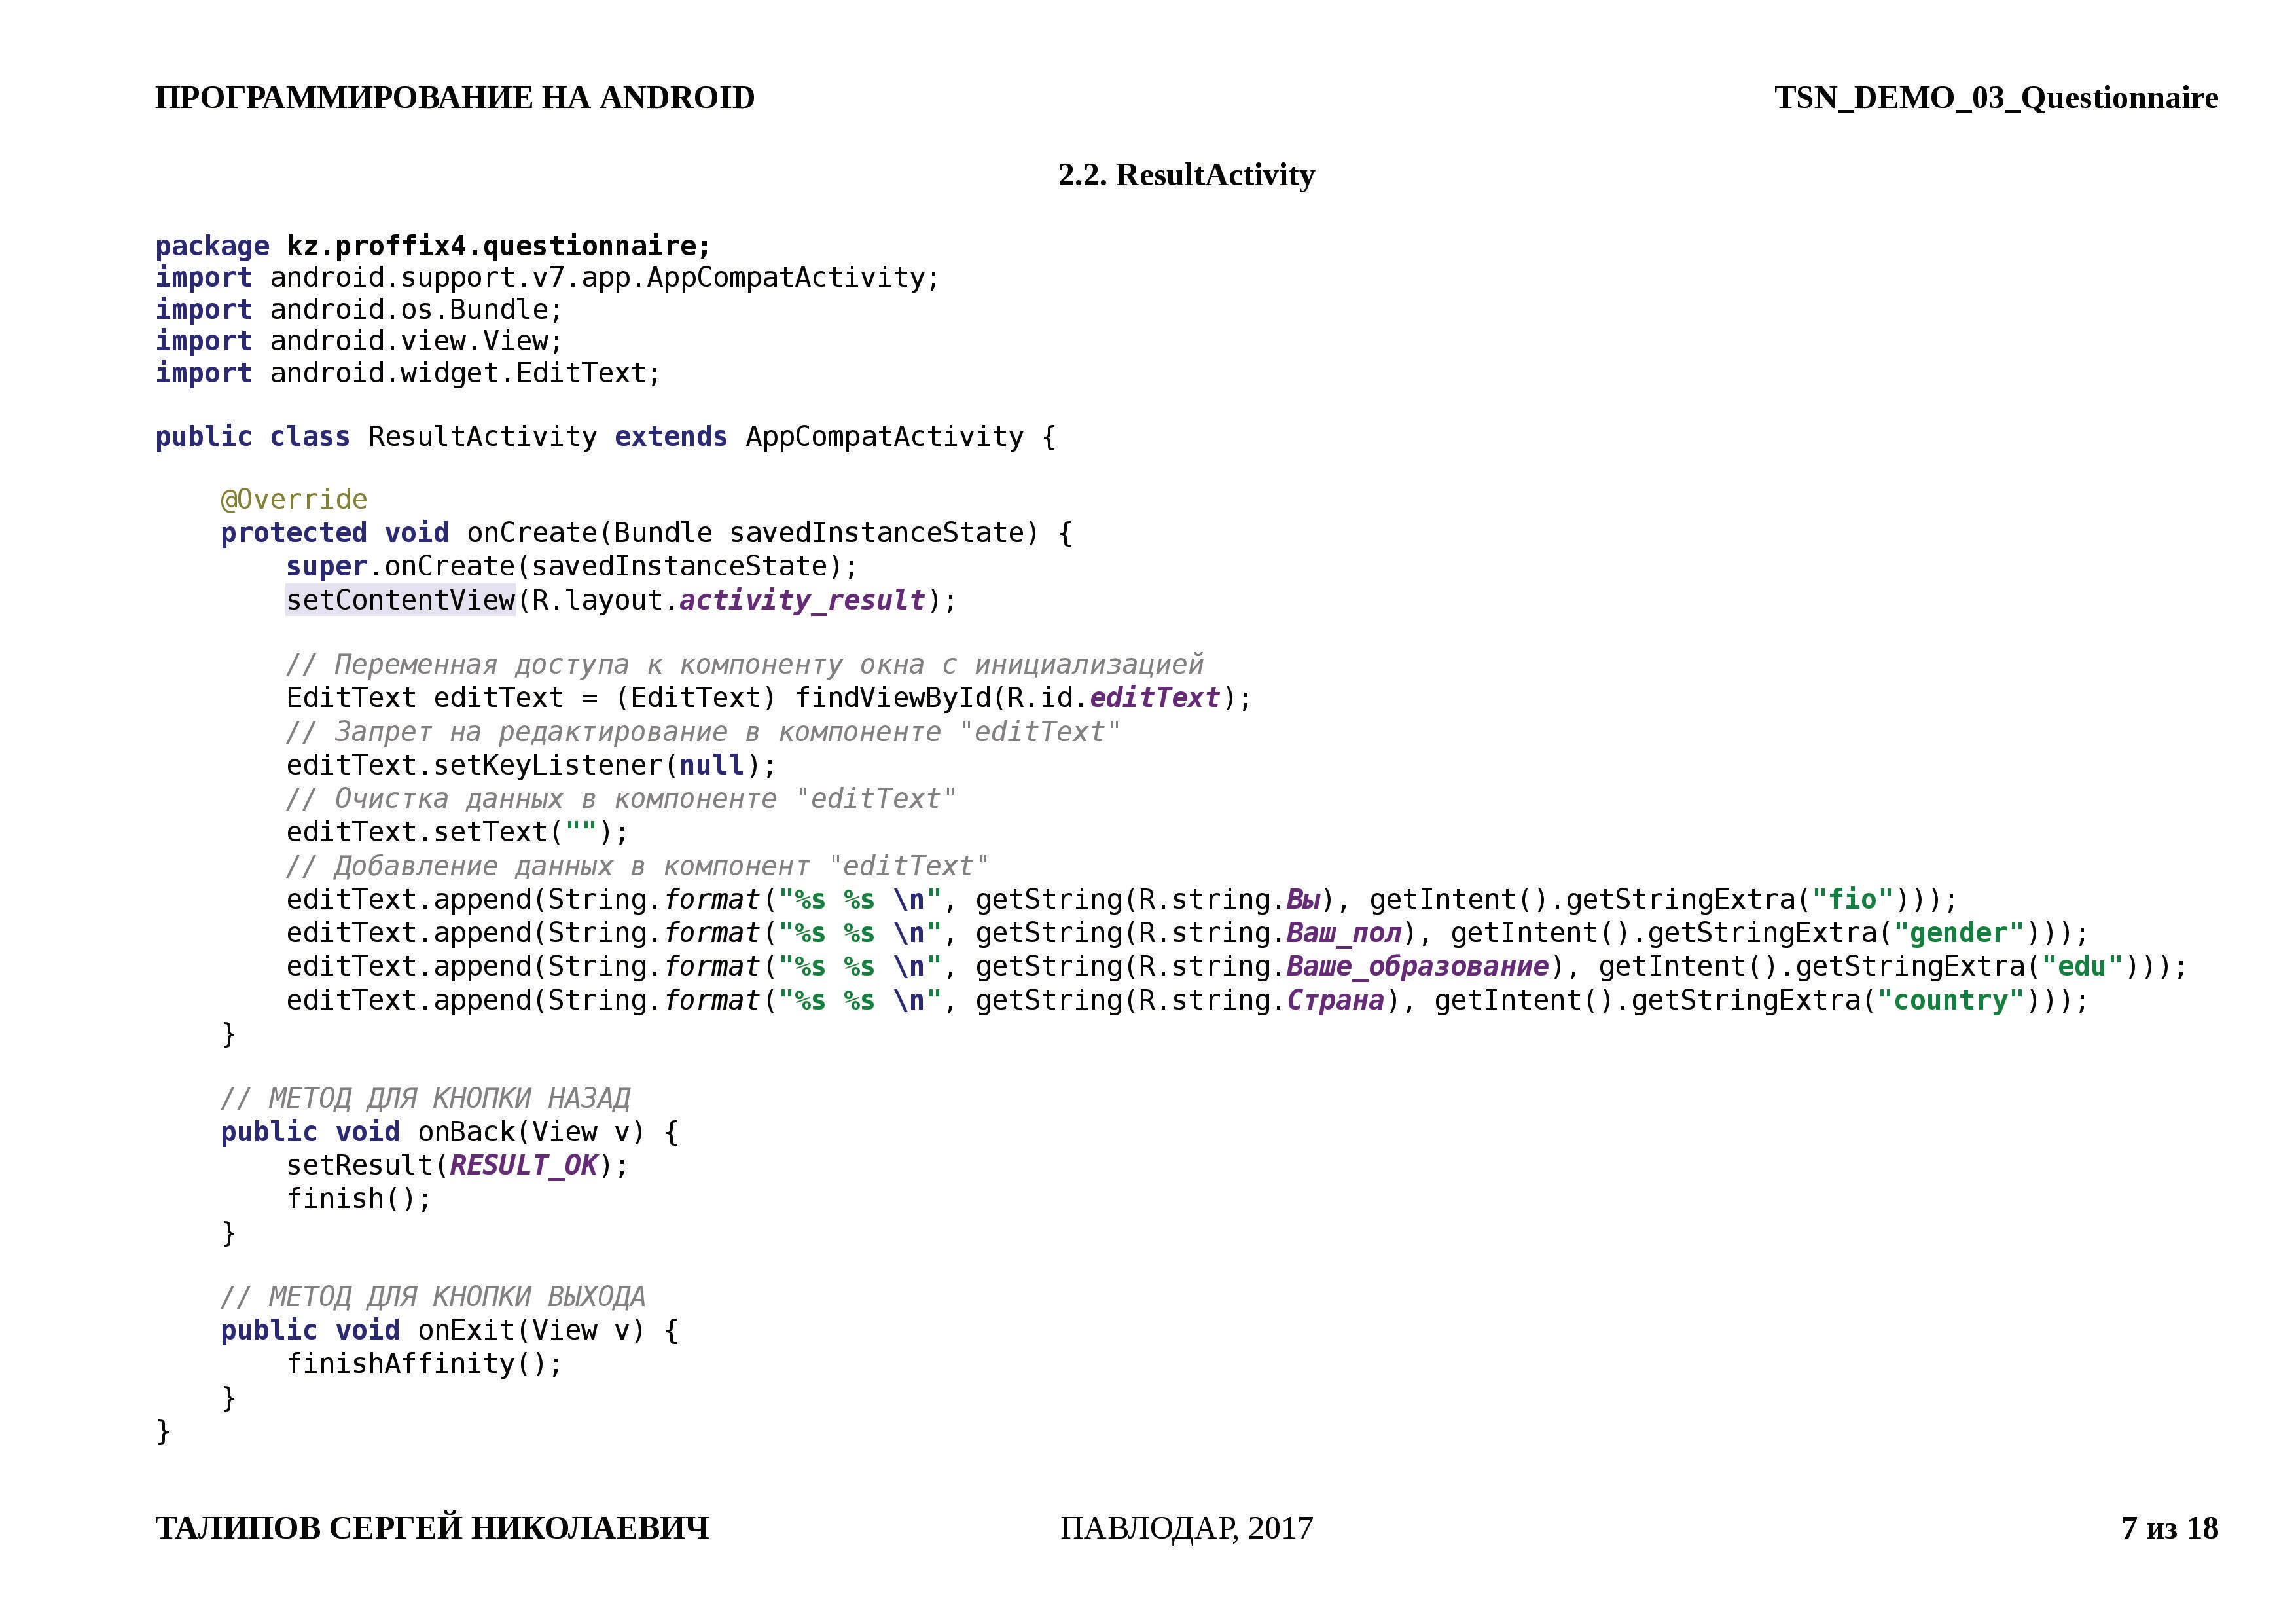 ПРОГРАММИРОВАНИЕ НА ANDROID TSN_DEMO_03_Questionnaire
2.2. ResultActivity
package kz.proffix4.questionnaire;
import android.support.v7.app.AppCompatActivity;
import android.os.Bundle;
import android.view.View;
import android.widget.EditText;
public class ResultActivity extends AppCompatActivity {
@Override
protected void onCreate(Bundle savedInstanceState) {
super.onCreate(savedInstanceState);
setContentView(R.layout.activity_result);
// Переменная доступа к компоненту окна с инициализацией
EditText editText = (EditText) findViewById(R.id.editText);
// Запрет на редактирование в компоненте "editText"
editText.setKeyListener(null);
// Очистка данных в компоненте "editText"
editText.setText("");
// Добавление данных в компонент "editText"
editText.append(String.format("%s %s \n", getString(R.string.Вы), getIntent().getStringExtra("fio")));
editText.append(String.format("%s %s \n", getString(R.string.Ваш_пол), getIntent().getStringExtra("gender")));
editText.append(String.format("%s %s \n", getString(R.string.Ваше_образование), getIntent().getStringExtra("edu")));
editText.append(String.format("%s %s \n", getString(R.string.Страна), getIntent().getStringExtra("country")));
}
// МЕТОД ДЛЯ КНОПКИ НАЗАД
public void onBack(View v) {
setResult(RESULT_OK);
finish();
}
// МЕТОД ДЛЯ КНОПКИ ВЫХОДА
public void onExit(View v) {
finishAffinity();
}
}
ТАЛИПОВ СЕРГЕЙ НИКОЛАЕВИЧ ПАВЛОДАР, 2017 7 из 18